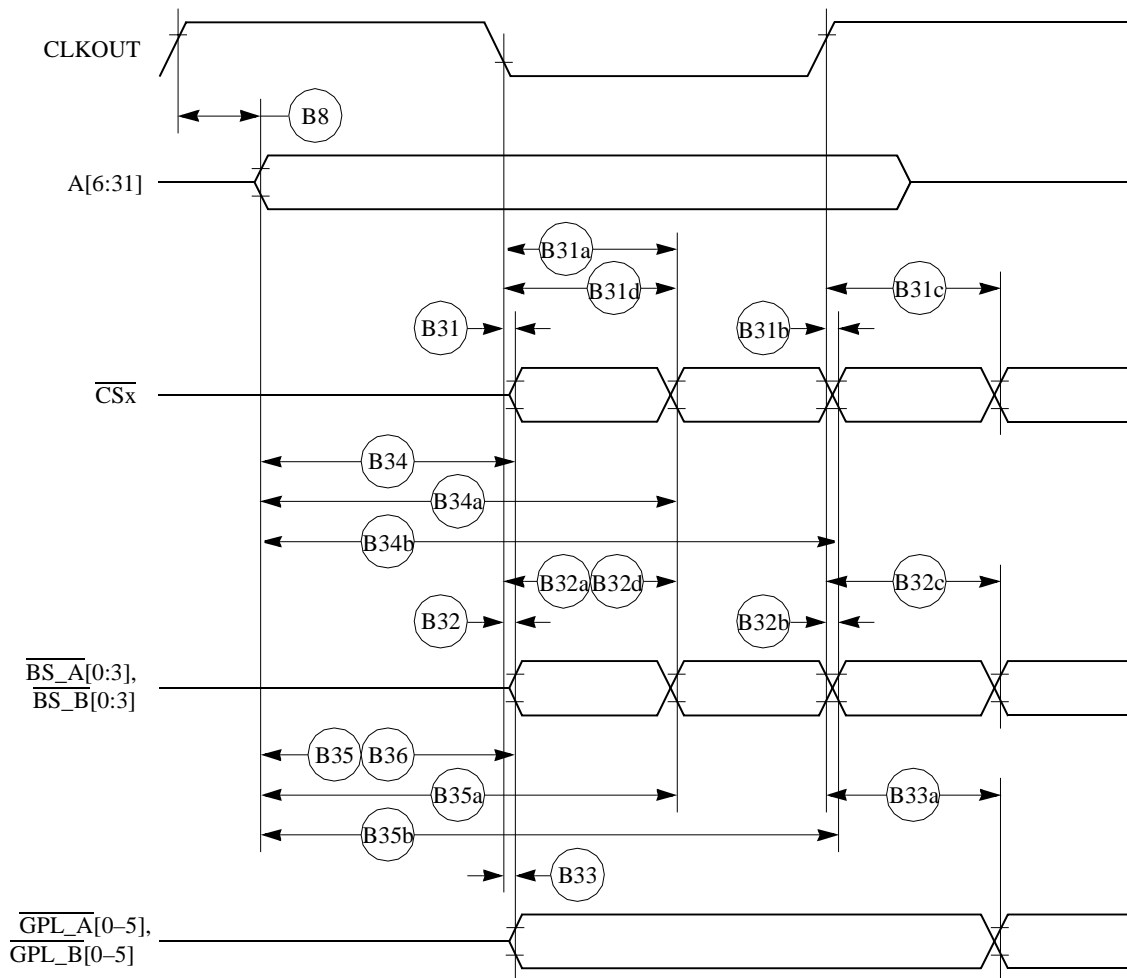 CLKOUT
B8
A[6:31]
B31a
B31d
B31c
B31
B31b
CSx
B34
B34a
B34b
B32a B32d
B32c
B32
B32b
BS_A[0:3],
BS_B[0:3]
B35 B36
B35a
B33a
B35b
B33
GPL_A[0–5],
GPL_B[0–5]